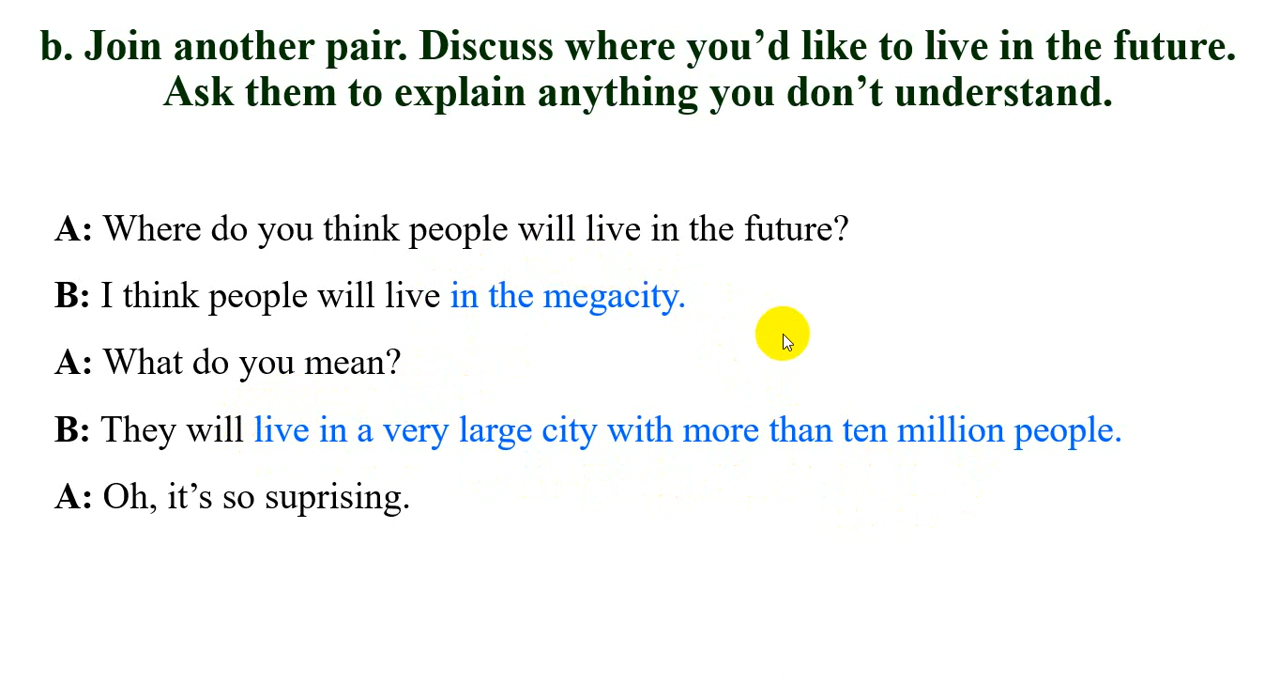 b. Join another pair. Discuss where you’d like to live in the future.
Ask them to explain anything you don’t understand.
A: Where do you think people will live in the future?
B: I think people will live in the megacity.
A: What do you mean?
B: They will live in a very large city with more than ten million people.
A: Oh, it’s so suprising.